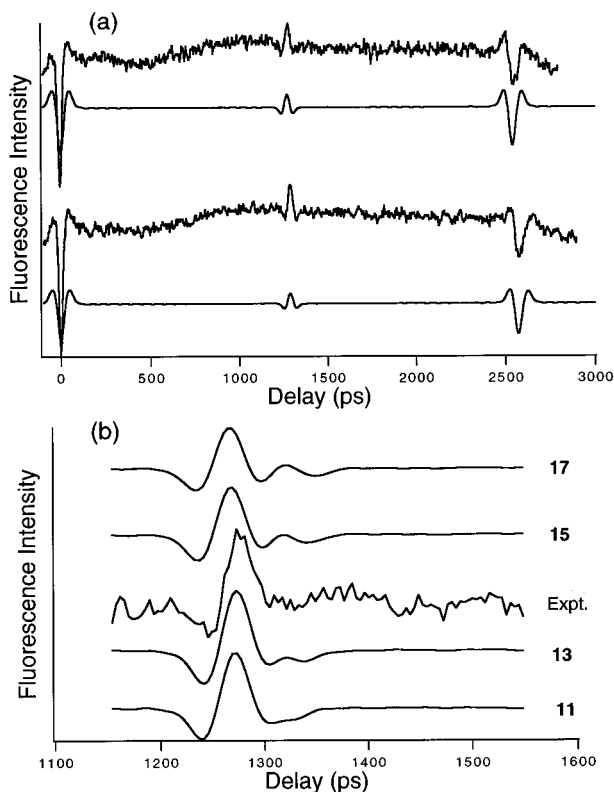 (a)
Fluorescence Intensity
0 500 1000 1500 2000 2500 3000
Delay (ps)
(b)
Fluorescence Intensity
17
15
Expt.
13
11
1100 1200 1300 1400 1500 1600
Delay (ps)